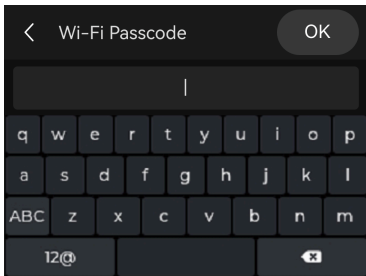 Wi-Fi Passcode OK
q w e r t y u i o p
a s d f g h j k l
ABC z x c v b n m
12@